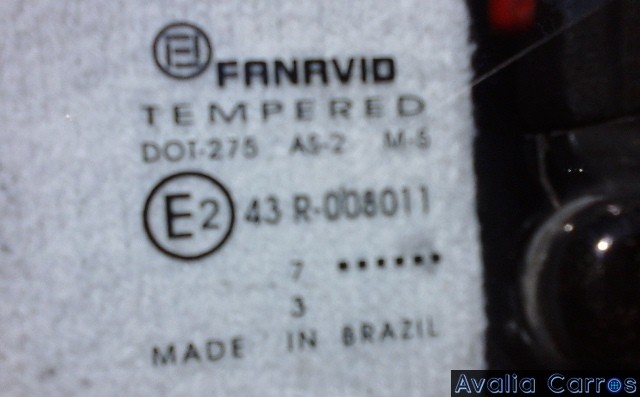 FANAVID
TEMPERED
DOT-275 AS-2 M-5
E2 43 R-008011
7 ••••••
3
MADE IN BRAZIL
Avalia Carros